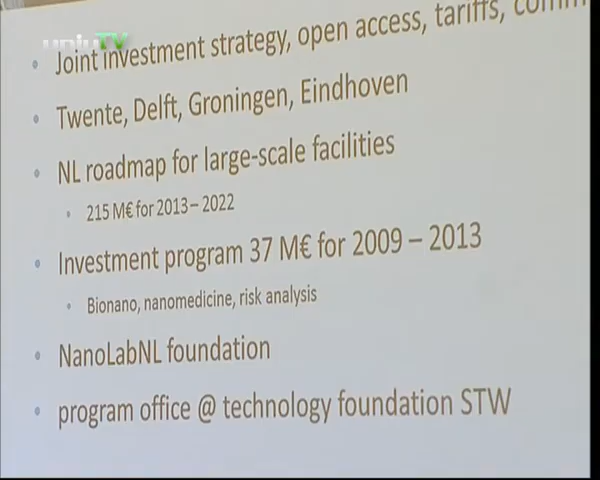 uniuTV
Joint investment strategy, open access, tariffs,
Twente, Delft, Groningen, Eindhoven
NL roadmap for large-scale facilities
215 M€ for 2013 – 2022
Investment program 37 M€ for 2009 – 2013
Bionano, nanomedicine, risk analysis
NanoLabNL foundation
program office @ technology foundation STW